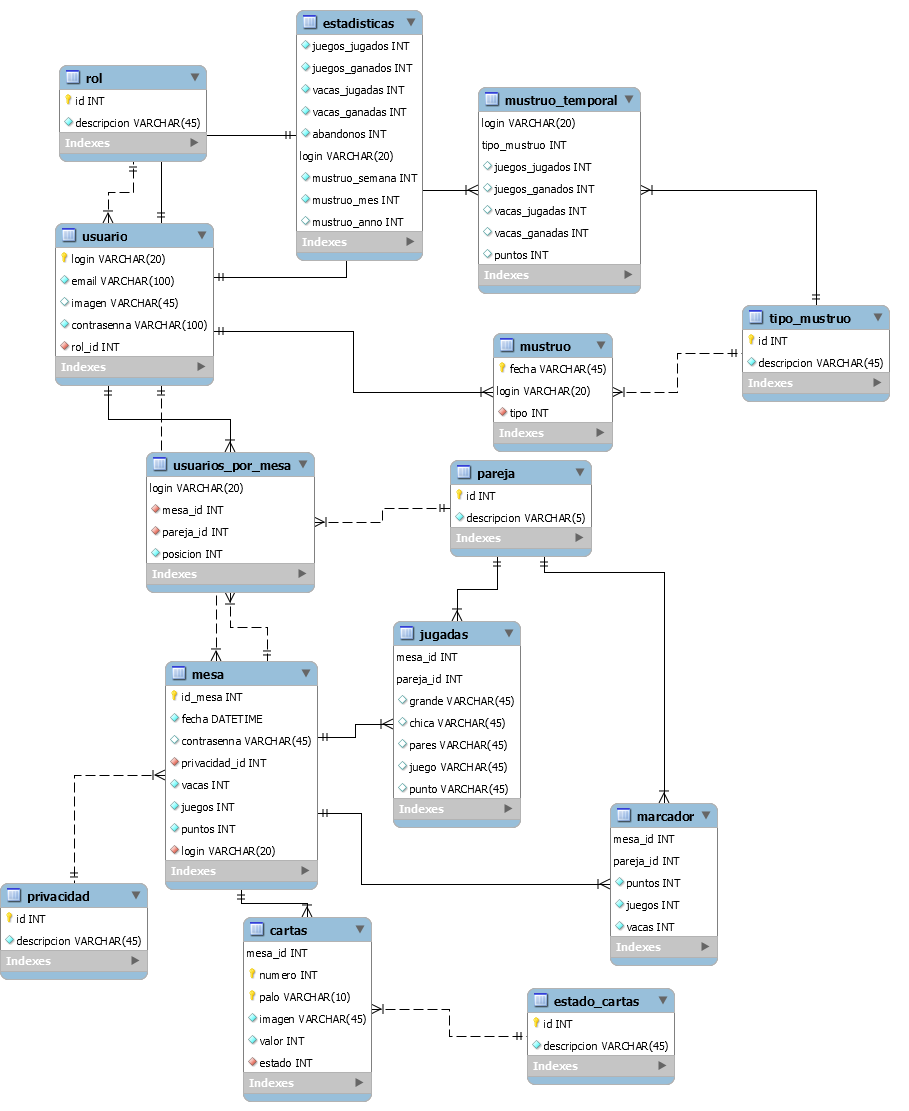 estadisticas
juegos_jugados INT
juegos_ganados INT
vacas_jugadas INT
vacas_ganadas INT
abandonos INT
login VARCHAR(20)
mustruo_semana INT
mustruo_mes INT
mustruo_anno INT
Indexes
rol
id INT
descripcion VARCHAR(45)
Indexes
mustruo_temporal
login VARCHAR(20)
tipo_mustruo INT
juegos_jugados INT
juegos_ganados INT
vacas_jugadas INT
vacas_ganadas INT
puntos INT
Indexes
usuario
login VARCHAR(20)
email VARCHAR(100)
imagen VARCHAR(45)
contrasenna VARCHAR(100)
rol_id INT
Indexes
tipo_mustruo
id INT
descripcion VARCHAR(45)
Indexes
mustruo
fecha VARCHAR(45)
login VARCHAR(20)
tipo INT
Indexes
usuarios_por_mesa
login VARCHAR(20)
mesa_id INT
pareja_id INT
posicion INT
Indexes
pareja
id INT
descripcion VARCHAR(5)
Indexes
jugadas
mesa_id INT
pareja_id INT
grande VARCHAR(45)
chica VARCHAR(45)
pares VARCHAR(45)
juego VARCHAR(45)
punto VARCHAR(45)
Indexes
mesa
id_mesa INT
fecha DATETIME
contrasenna VARCHAR(45)
privacidad_id INT
vacas INT
juegos INT
puntos INT
login VARCHAR(20)
Indexes
marcador
mesa_id INT
pareja_id INT
puntos INT
juegos INT
vacas INT
Indexes
privacidad
id INT
descripcion VARCHAR(45)
Indexes
cartas
mesa_id INT
numero INT
palo VARCHAR(10)
imagen VARCHAR(45)
valor INT
estado INT
Indexes
estado_cartas
id INT
descripcion VARCHAR(45)
Indexes